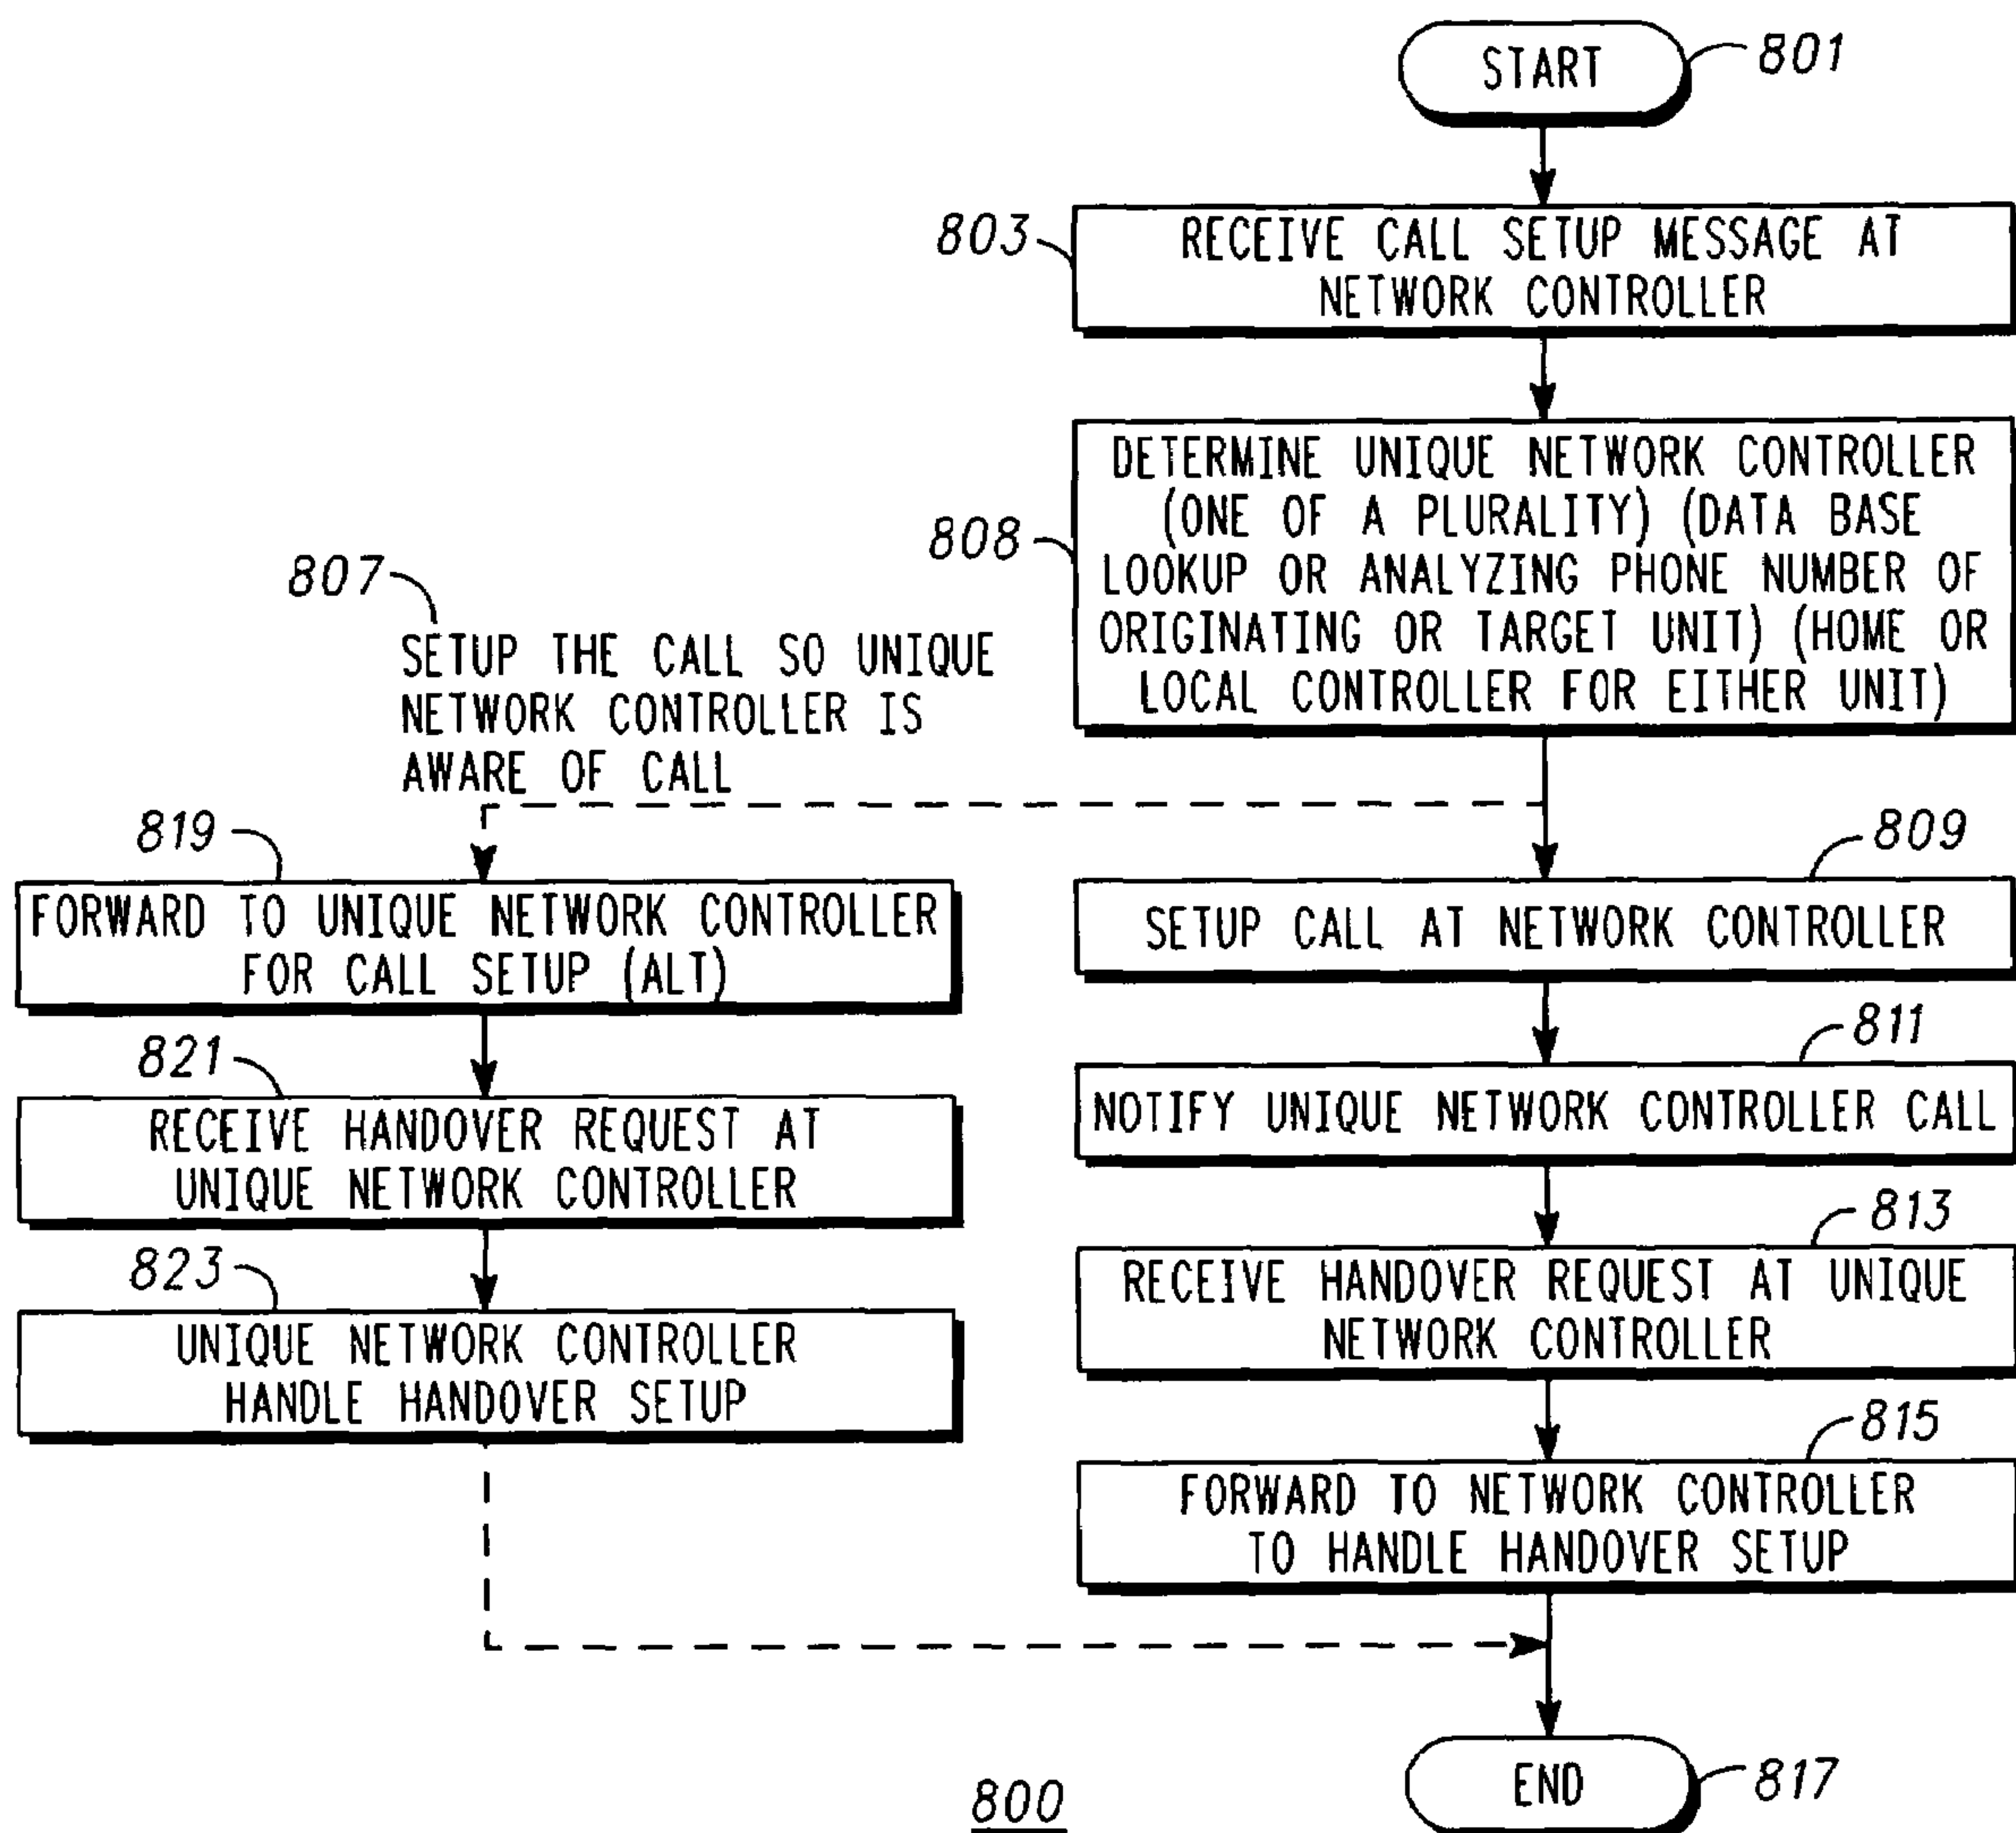 START
801
803
RECEIVE CALL SETUP MESSAGE AT
NETWORK CONTROLLER
808
DETERMINE UNIQUE NETWORK CONTROLLER
(ONE OF A PLURALITY) (DATA BASE
LOOKUP OR ANALYZING PHONE NUMBER OF
ORIGINATING OR TARGET UNIT) (HOME OR
LOCAL CONTROLLER FOR EITHER UNIT)
807
SETUP THE CALL SO UNIQUE
NETWORK CONTROLLER IS
AWARE OF CALL
819
FORWARD TO UNIQUE NETWORK CONTROLLER
FOR CALL SETUP (ALT)
821
RECEIVE HANDOVER REQUEST AT
UNIQUE NETWORK CONTROLLER
823
UNIQUE NETWORK CONTROLLER
HANDLE HANDOVER SETUP
809
SETUP CALL AT NETWORK CONTROLLER
811
NOTIFY UNIQUE NETWORK CONTROLLER CALL
813
RECEIVE HANDOVER REQUEST AT UNIQUE
NETWORK CONTROLLER
815
FORWARD TO NETWORK CONTROLLER
TO HANDLE HANDOVER SETUP
END
817
800